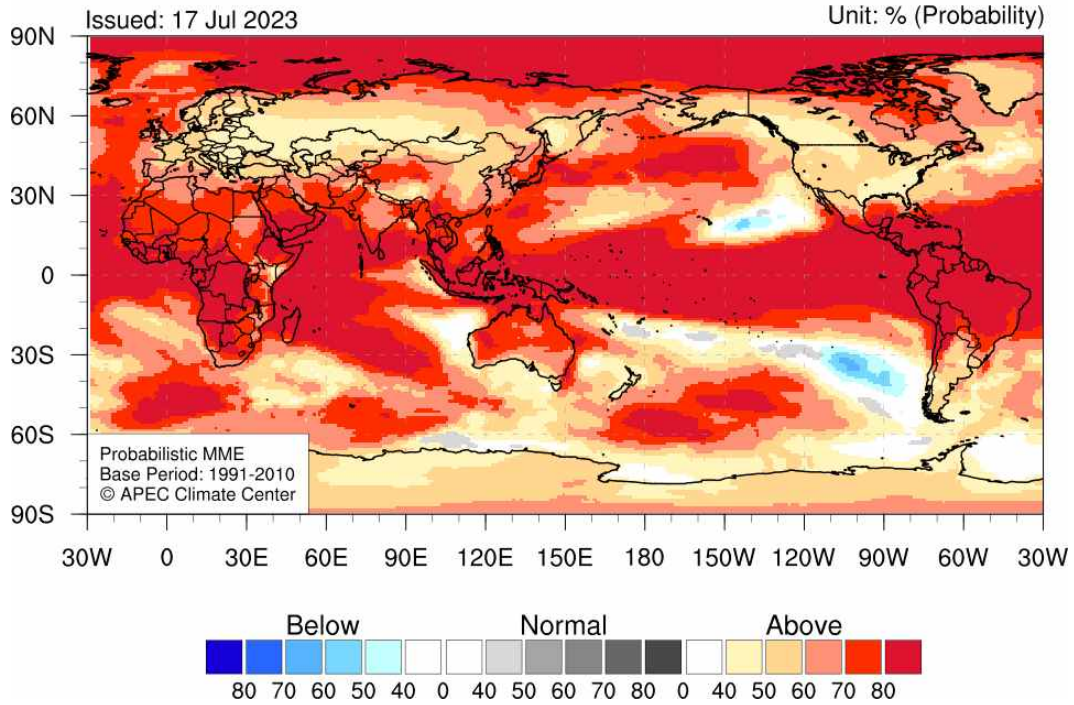 Issued: 17 Jul 2023
Unit: % (Probability)
90N
60N
30N
0
30S
60S
90S
Probabilistic MME
Base Period: 1991-2010
© APEC Climate Center
30W 0 30E 60E 90E 120E 150E 180 150W 120W 90W 60W 30W
Below Normal Above
80 70 60 50 40 0 40 50 60 70 80 0 40 50 60 70 80